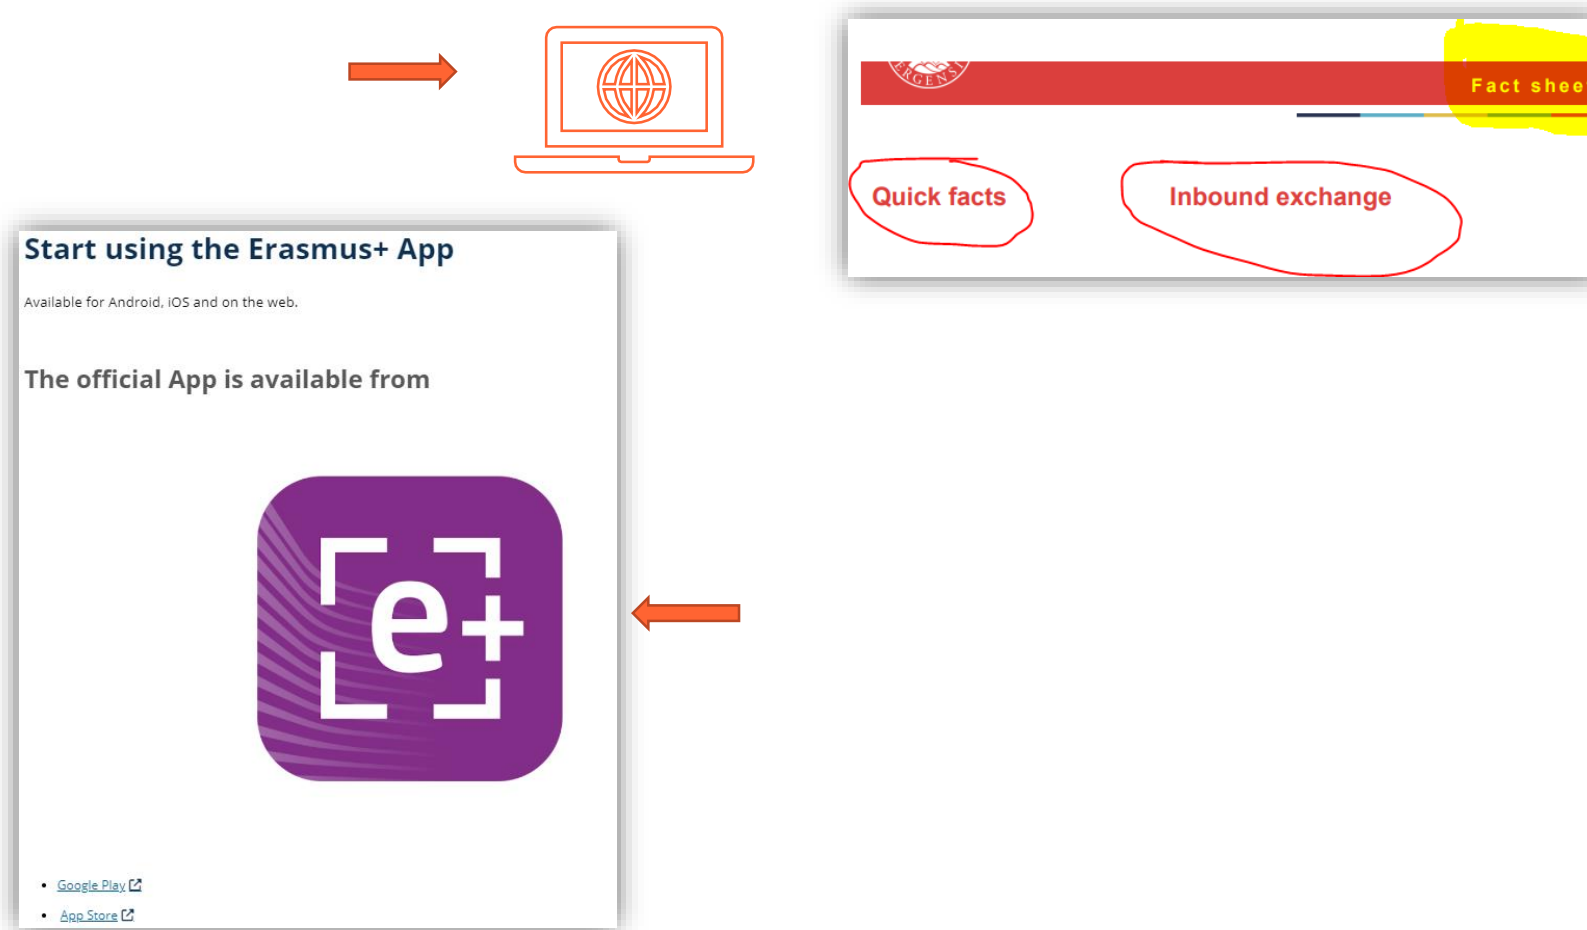 Fact shee
Quick facts
Inbound exchange
Start using the Erasmus+ App
Available for Android, iOS and on the web.
The official App is available from
e+
Google Play
App Store